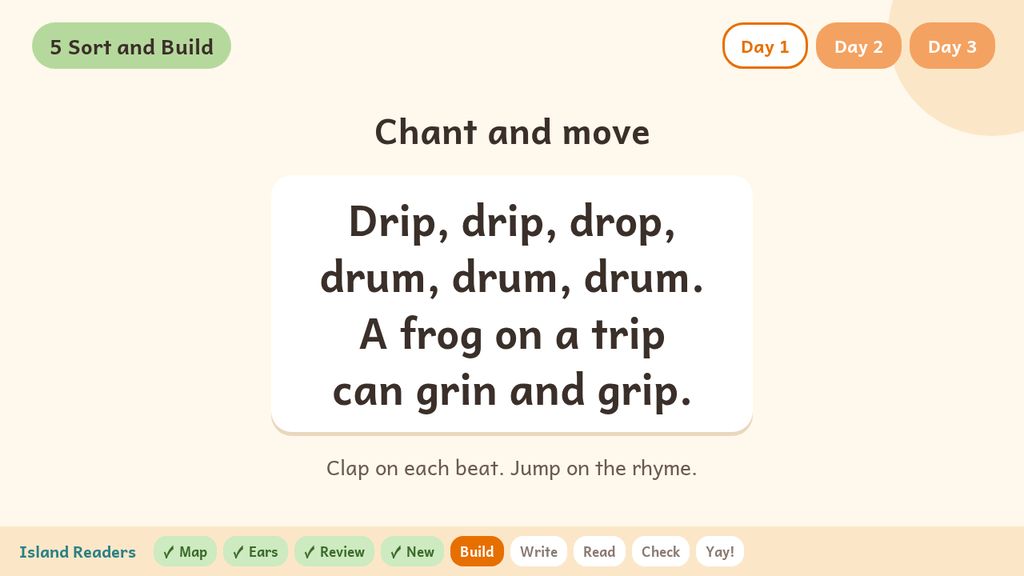 5 Sort and Build
Day 1
Day 2
Day 3
Chant and move
Drip, drip, drop,
drum, drum, drum.
A frog on a trip
can grin and grip.
Clap on each beat. Jump on the rhyme.
Island Readers
✓ Map
✓ Ears
✓ Review
✓ New
Build
Write
Read
Check
Yay!